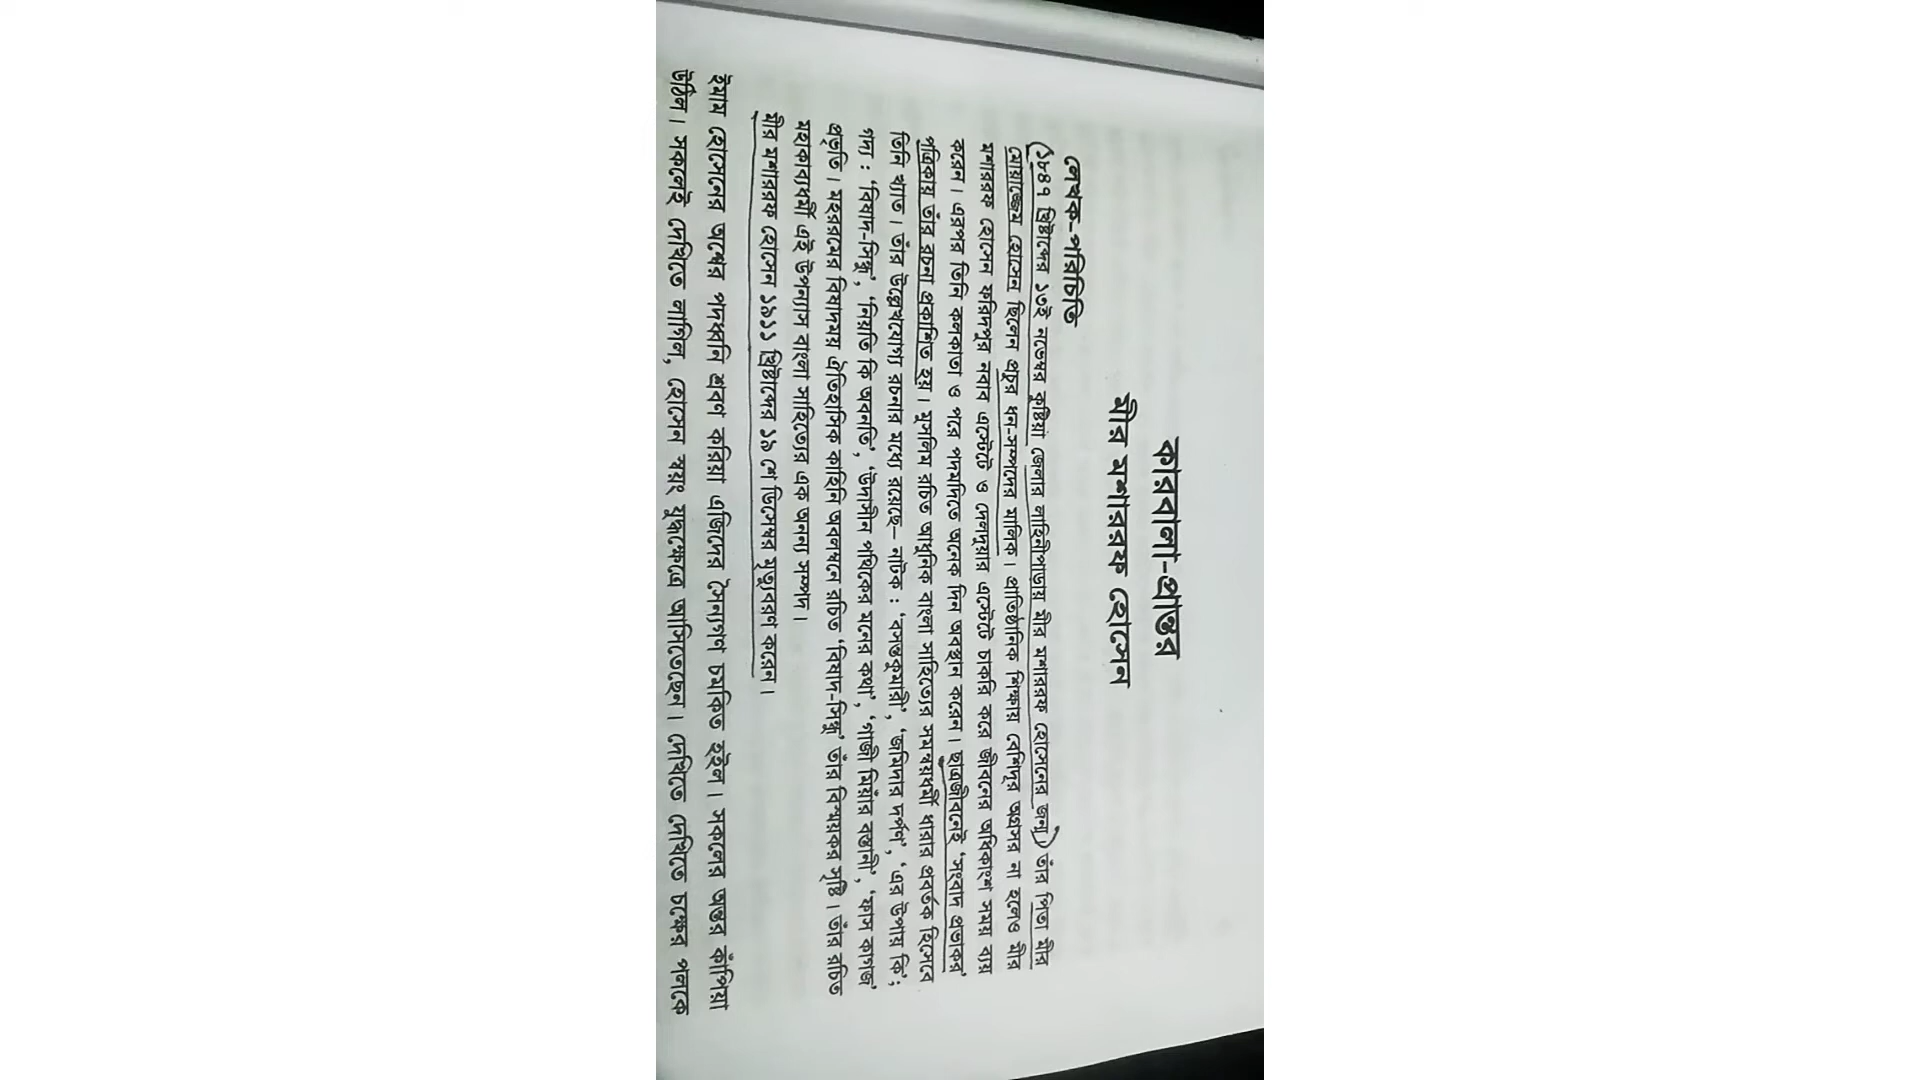 কারবালা-প্রান্তর
মীর মশাররফ হোসেন
লেখক-পরিচিতি
(১৮৪৭ খ্রিষ্টাব্দের ১৩ই নভেম্বর কুষ্টিয়া জেলার লাহিনীপাড়ায় মীর মশাররফ হোসেনের জন্ম) তাঁর পিতা মীর
মোয়াজ্জেম হোসেন ছিলেন প্রচুর ধন-সম্পদের মালিক। প্রাতিষ্ঠানিক শিক্ষায় বেশিদূর অগ্রসর না হলেও মীর
মশাররফ হোসেন ফরিদপুর নবাব এস্টেটে ও দেলদুয়ার এস্টেটে চাকরি করে জীবনের অধিকাংশ সময় ব্যয়
করেন। এরপর তিনি কলকাতা ও পরে পদমদিতে অনেক দিন অবস্থান করেন। ছাত্রজীবনেই ‘সংবাদ প্রভাকর’
পত্রিকায় তাঁর রচনা প্রকাশিত হয়। মুসলিম রচিত আধুনিক বাংলা সাহিত্যের সমন্বয়ধর্মী ধারার প্রবর্তক হিসেবে
তিনি খ্যাত। তাঁর উল্লেখযোগ্য রচনার মধ্যে রয়েছে– নাটক : ‘বসন্তকুমারী’, ‘জমিদার দর্পণ’, ‘এর উপায় কি’;
গদ্য : ‘বিষাদ-সিন্ধু’, ‘নিয়তি কি অবনতি’, ‘উদাসীন পথিকের মনের কথা’, ‘গাজী মিয়াঁর বস্তানী’, ‘ফাস কাগজ’
প্রভৃতি। মহররমের বিষাদময় ঐতিহাসিক কাহিনি অবলম্বনে রচিত ‘বিষাদ-সিন্ধু’ তাঁর বিস্ময়কর সৃষ্টি। তাঁর রচিত
মহাকাব্যধর্মী এই উপন্যাস বাংলা সাহিত্যের এক অনন্য সম্পদ।
মীর মশাররফ হোসেন ১৯১১ খ্রিষ্টাব্দের ১৯ শে ডিসেম্বর মৃত্যুবরণ করেন।
ইমাম হোসেনের অশ্বের পদধ্বনি শ্রবণ করিয়া এজিদের সৈন্যগণ চমকিত হইল। সকলের অন্তর কাঁপিয়া
উঠিল। সকলেই দেখিতে লাগিল, হোসেন স্বয়ং যুদ্ধক্ষেত্রে আসিতেছেন। দেখিতে দেখিতে চক্ষের পলকে